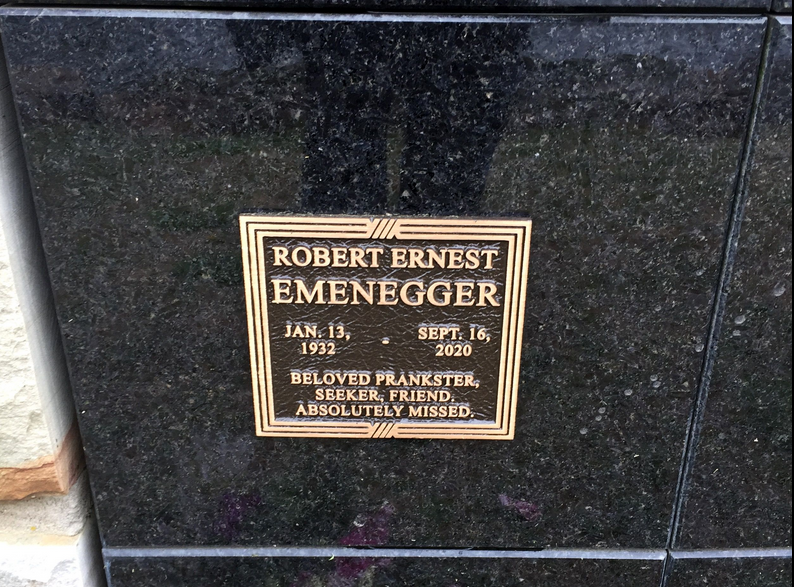 ROBERT ERNEST
EMENEGGER
JAN. 13, SEPT. 16,
1932 - 2020
BELOVED PRANKSTER,
SEEKER, FRIEND.
ABSOLUTELY MISSED.